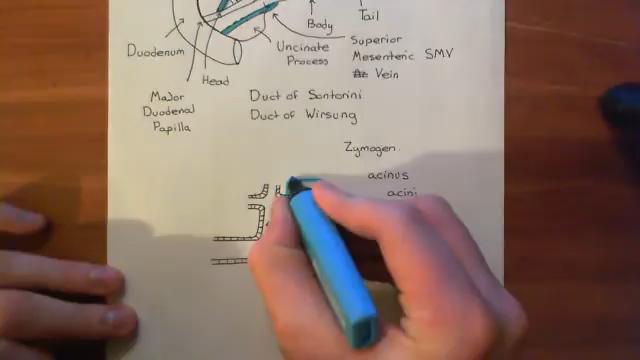 Body
Tail
Duodenum
Uncinate
Process
Superior
Mesenteric SMV
Vein
Head
Major
Duodenal
Papilla
Duct of Santorini
Duct of Wirsung
Zymogen.
acinus
acini